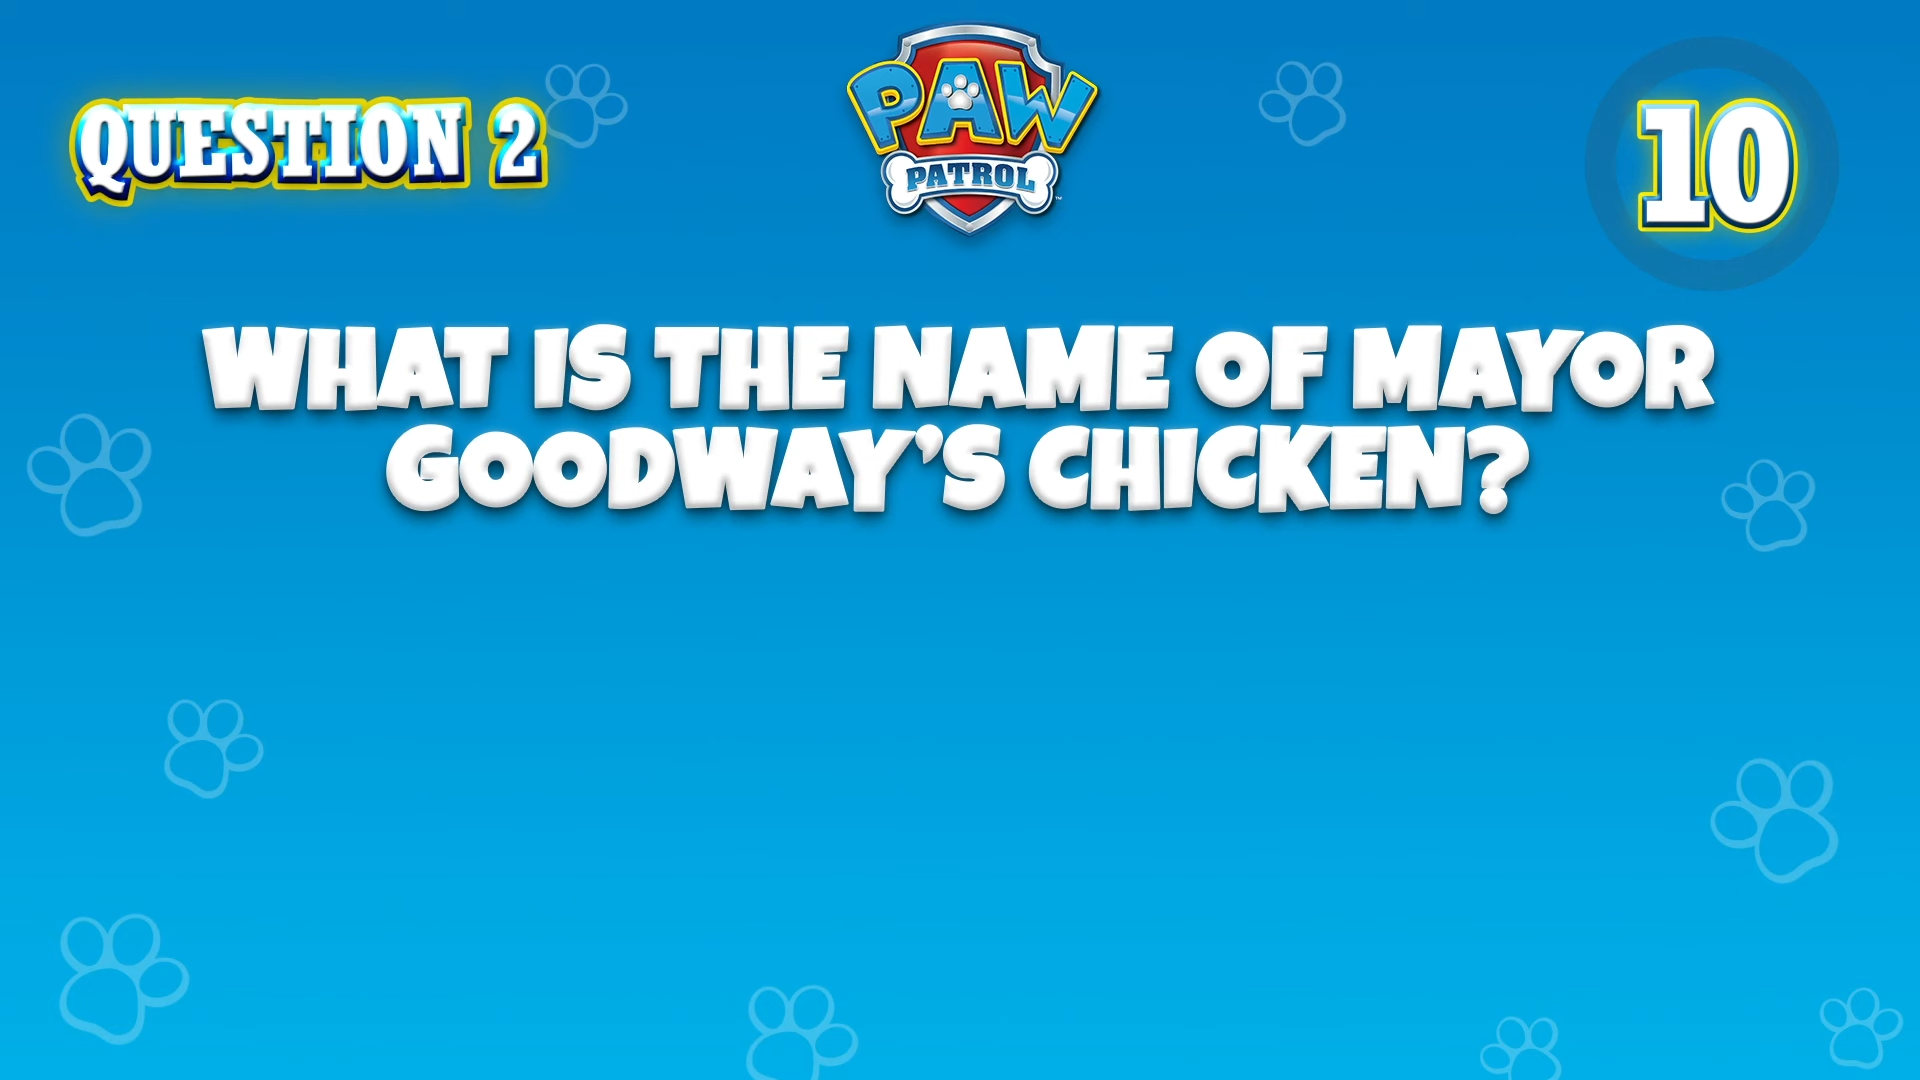 QUESTION 2
PAW
PATROL
10
WHAT IS THE NAME OF MAYOR
GOODWAY’S CHICKEN?